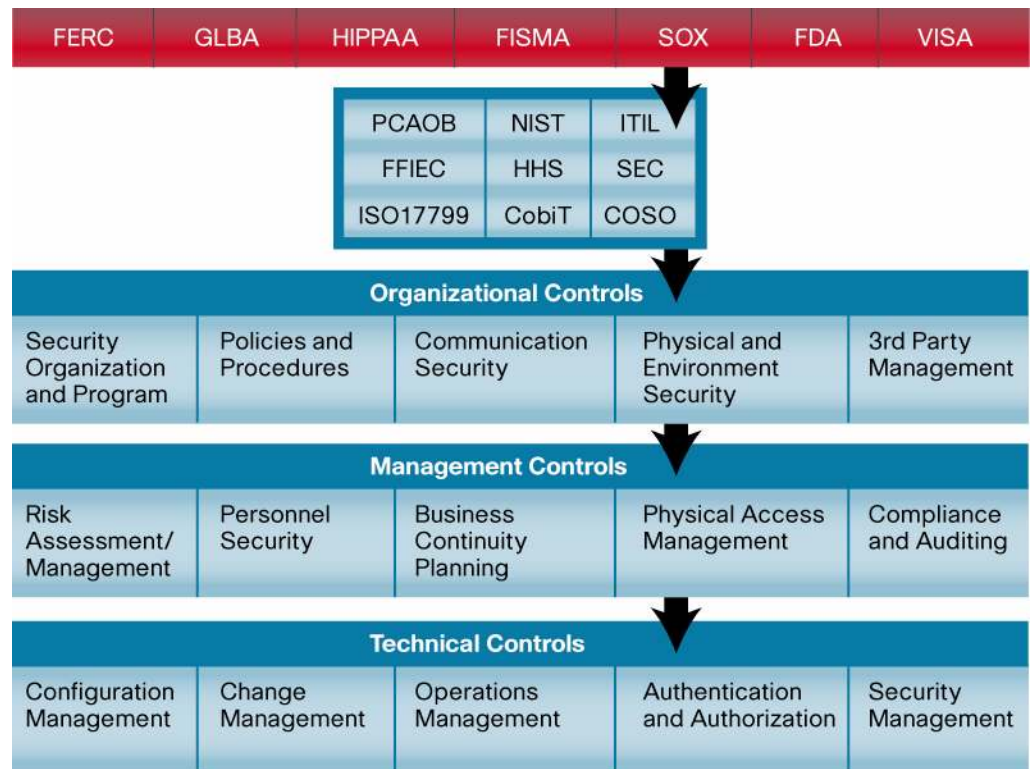 FERC GLBA HIPPAA FISMA SOX FDA VISA
PCAOB NIST ITIL
FFIEC HHS SEC
ISO17799 CobiT COSO
Organizational Controls
Security
Organization
and Program
Policies and
Procedures
Communication
Security
Physical and
Environment
Security
3rd Party
Management
Management Controls
Risk
Assessment/
Management
Personnel
Security
Business
Continuity
Planning
Physical Access
Management
Compliance
and Auditing
Technical Controls
Configuration
Management
Change
Management
Operations
Management
Authentication
and Authorization
Security
Management